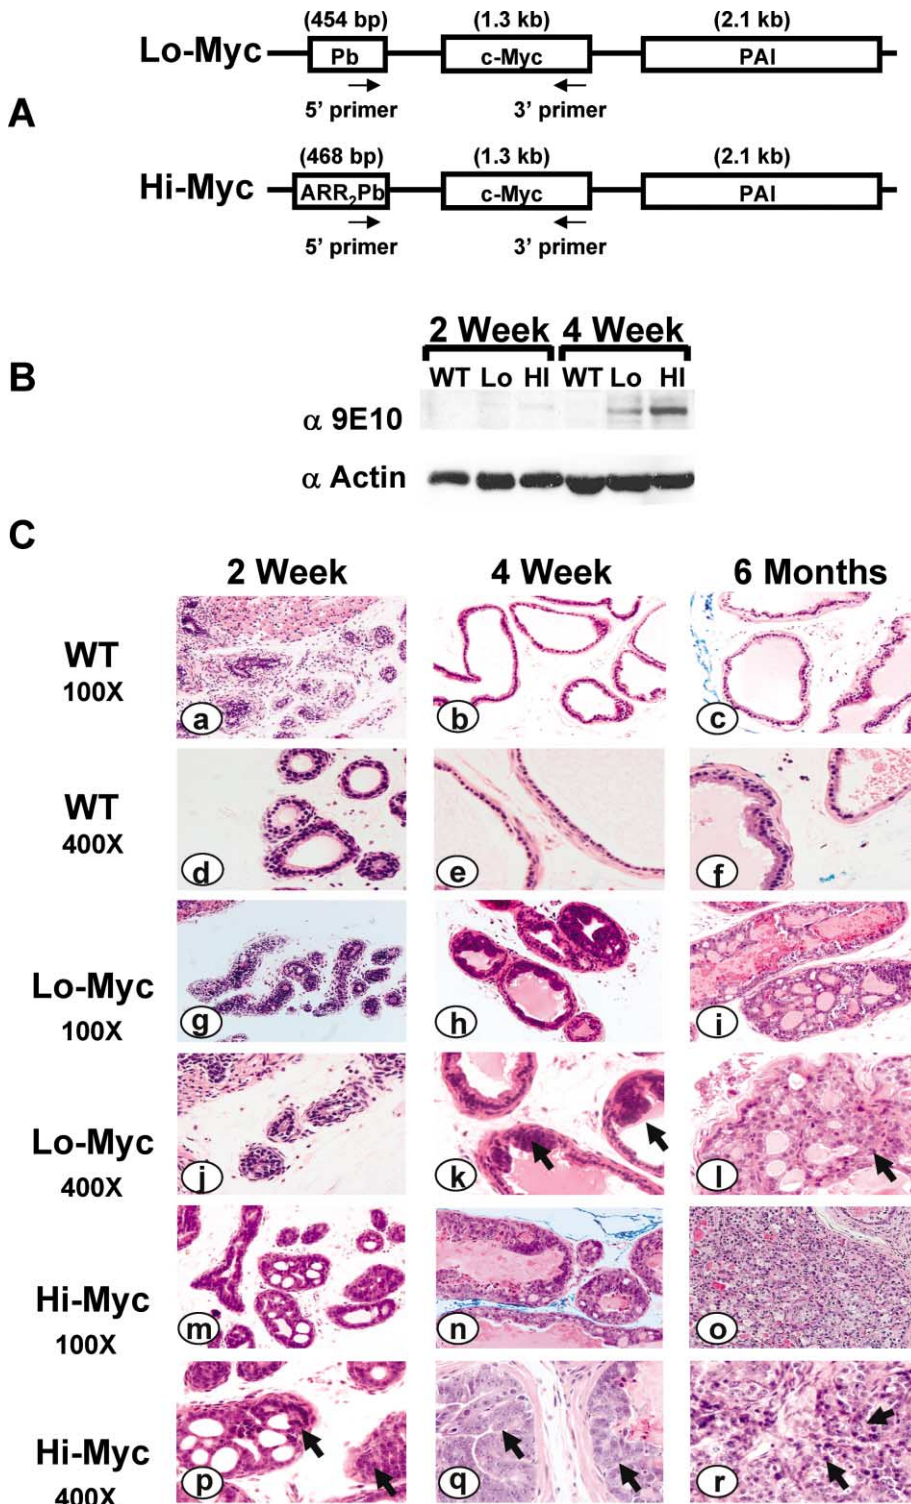 (454 bp) (1.3 kb) (2.1 kb)
Lo-Myc Pb c-Myc PAI
5' primer 3' primer
A
(468 bp) (1.3 kb) (2.1 kb)
Hi-Myc ARR2Pb c-Myc PAI
5' primer 3' primer
2 Week 4 Week
B
WT Lo HI WT Lo HI
α 9E10
α Actin
C
2 Week 4 Week 6 Months
WT
100X
a b c
WT
400X
d e f
Lo-Myc
100X
g h i
Lo-Myc
400X
j k l
Hi-Myc
100X
m n o
Hi-Myc
400X
p q r